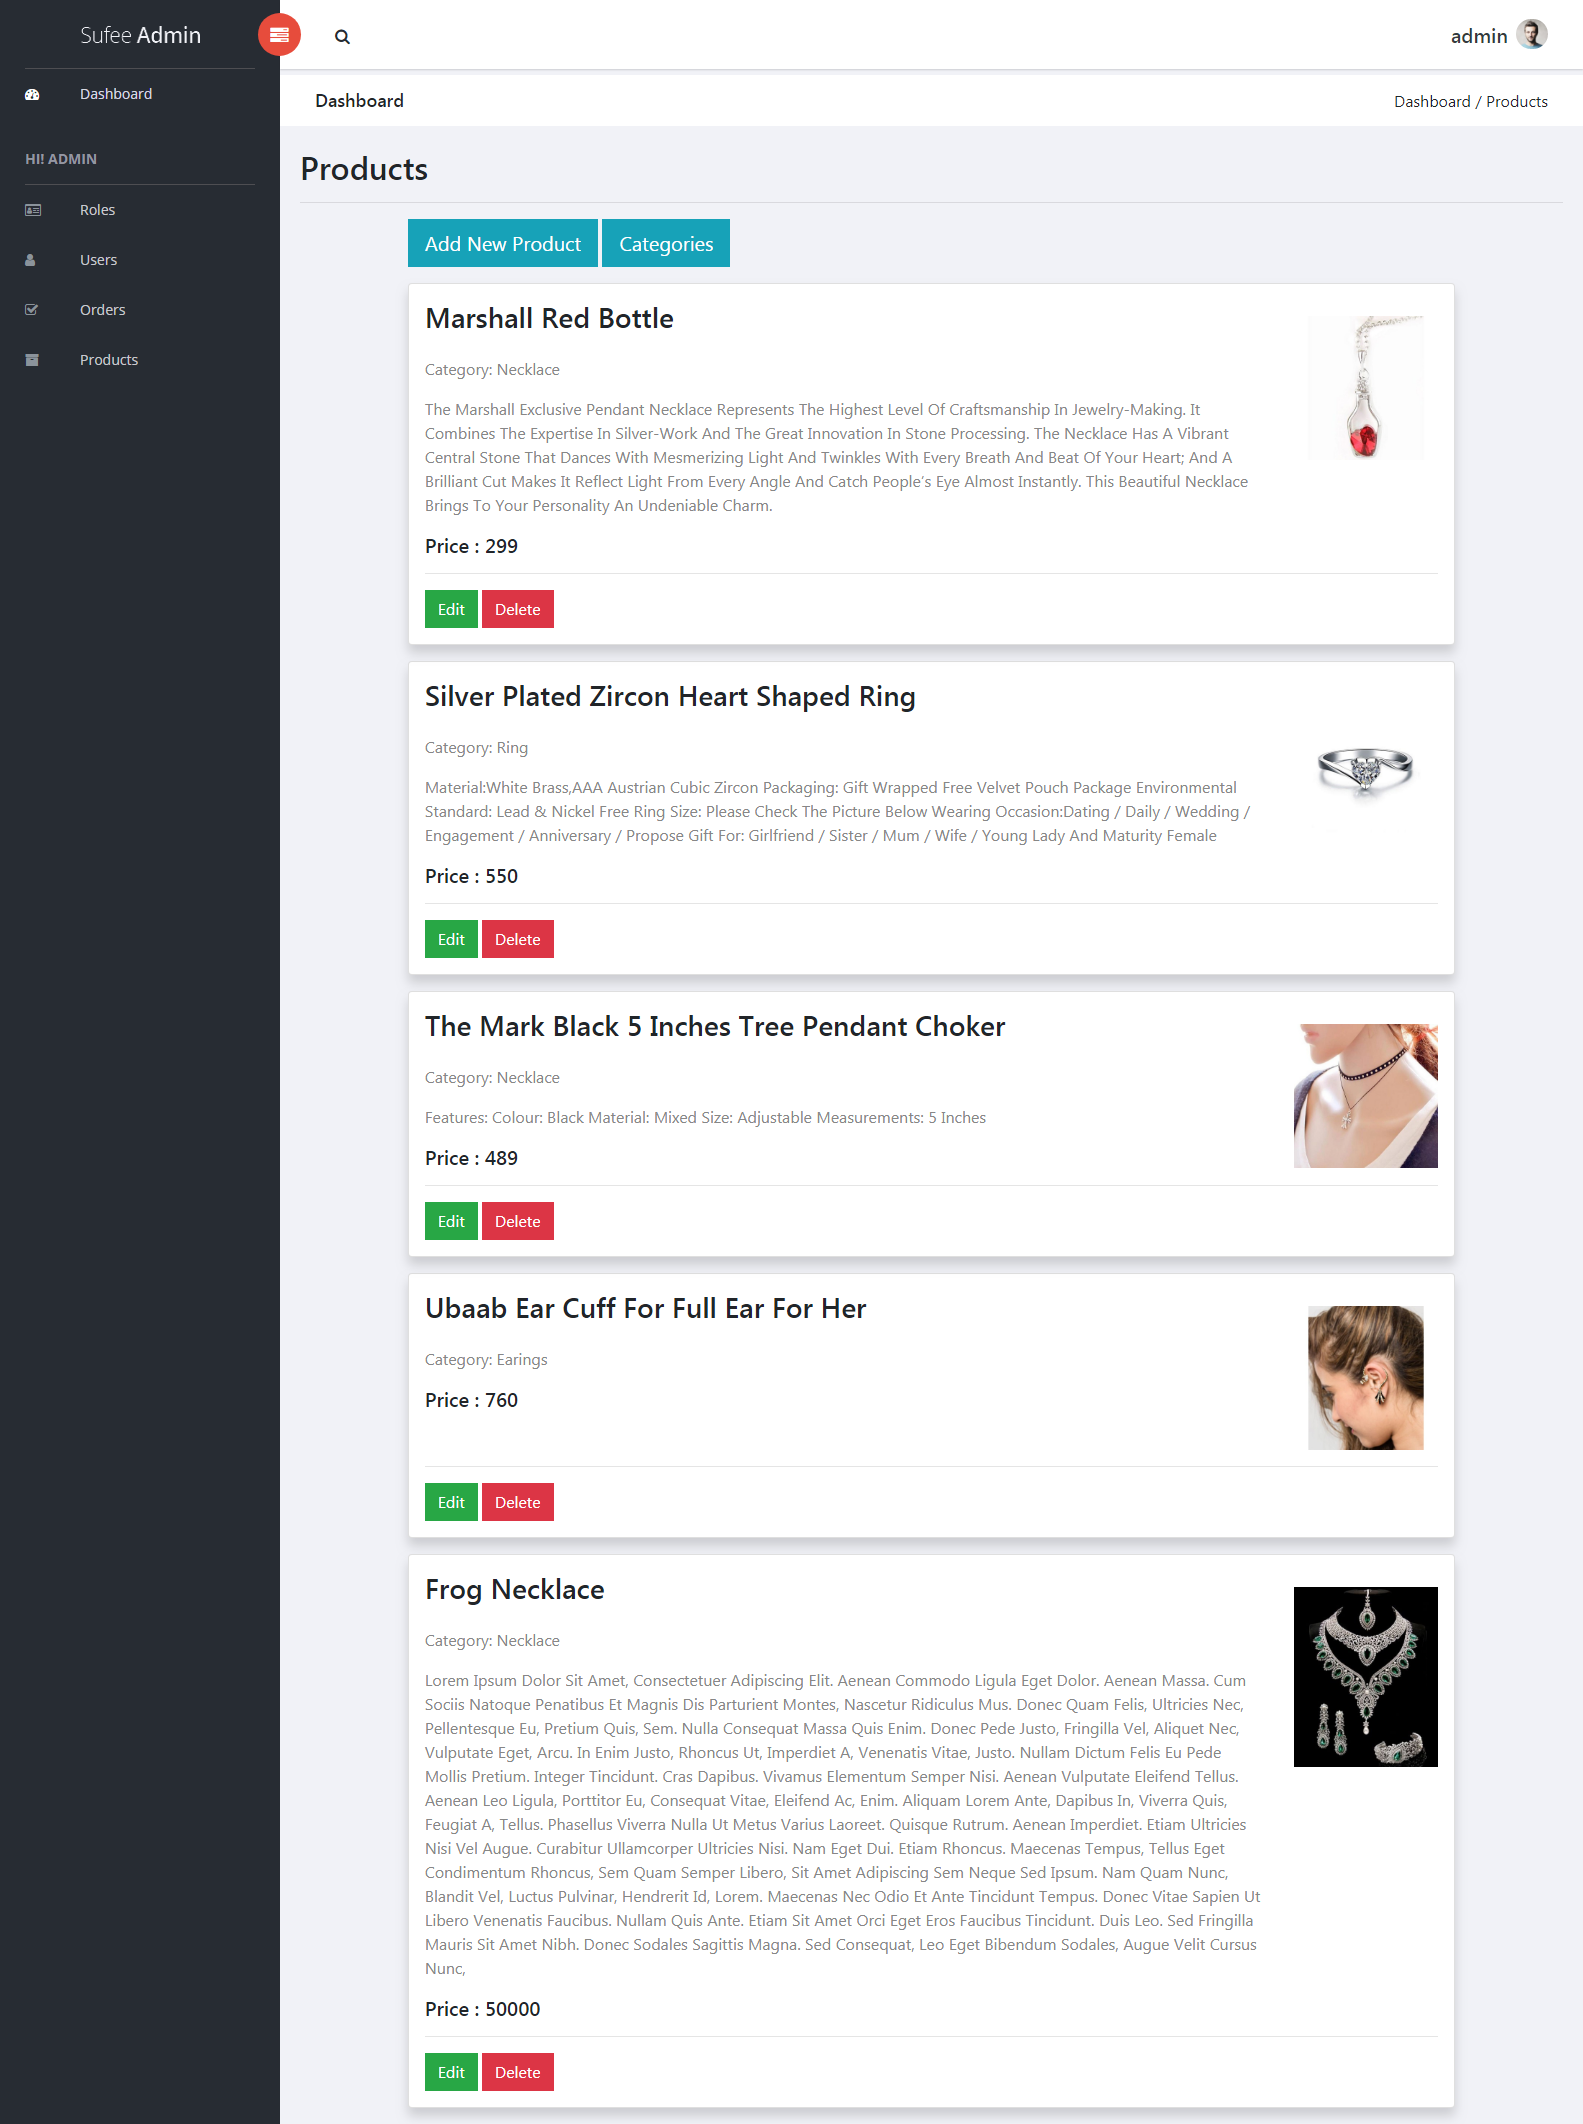 Sufee Admin
admin
Dashboard
Dashboard
Dashboard / Products
HI! ADMIN
Roles
Users
Orders
Products
Products
Add New Product
Categories
Marshall Red Bottle
Category: Necklace
The Marshall Exclusive Pendant Necklace Represents The Highest Level Of Craftsmanship In Jewelry-Making. It
Combines The Expertise In Silver-Work And The Great Innovation In Stone Processing. The Necklace Has A Vibrant
Central Stone That Dances With Mesmerizing Light And Twinkles With Every Breath And Beat Of Your Heart; And A
Brilliant Cut Makes It Reflect Light From Every Angle And Catch People’s Eye Almost Instantly. This Beautiful Necklace
Brings To Your Personality An Undeniable Charm.
Price : 299
Edit
Delete
Silver Plated Zircon Heart Shaped Ring
Category: Ring
Material:White Brass,AAA Austrian Cubic Zircon Packaging: Gift Wrapped Free Velvet Pouch Package Environmental
Standard: Lead & Nickel Free Ring Size: Please Check The Picture Below Wearing Occasion:Dating / Daily / Wedding /
Engagement / Anniversary / Propose Gift For: Girlfriend / Sister / Mum / Wife / Young Lady And Maturity Female
Price : 550
Edit
Delete
The Mark Black 5 Inches Tree Pendant Choker
Category: Necklace
Features: Colour: Black Material: Mixed Size: Adjustable Measurements: 5 Inches
Price : 489
Edit
Delete
Ubaab Ear Cuff For Full Ear For Her
Category: Earings
Price : 760
Edit
Delete
Frog Necklace
Category: Necklace
Lorem Ipsum Dolor Sit Amet, Consectetuer Adipiscing Elit. Aenean Commodo Ligula Eget Dolor. Aenean Massa. Cum
Sociis Natoque Penatibus Et Magnis Dis Parturient Montes, Nascetur Ridiculus Mus. Donec Quam Felis, Ultricies Nec,
Pellentesque Eu, Pretium Quis, Sem. Nulla Consequat Massa Quis Enim. Donec Pede Justo, Fringilla Vel, Aliquet Nec,
Vulputate Eget, Arcu. In Enim Justo, Rhoncus Ut, Imperdiet A, Venenatis Vitae, Justo. Nullam Dictum Felis Eu Pede
Mollis Pretium. Integer Tincidunt. Cras Dapibus. Vivamus Elementum Semper Nisi. Aenean Vulputate Eleifend Tellus.
Aenean Leo Ligula, Porttitor Eu, Consequat Vitae, Eleifend Ac, Enim. Aliquam Lorem Ante, Dapibus In, Viverra Quis,
Feugiat A, Tellus. Phasellus Viverra Nulla Ut Metus Varius Laoreet. Quisque Rutrum. Aenean Imperdiet. Etiam Ultricies
Nisi Vel Augue. Curabitur Ullamcorper Ultricies Nisi. Nam Eget Dui. Etiam Rhoncus. Maecenas Tempus, Tellus Eget
Condimentum Rhoncus, Sem Quam Semper Libero, Sit Amet Adipiscing Sem Neque Sed Ipsum. Nam Quam Nunc,
Blandit Vel, Luctus Pulvinar, Hendrerit Id, Lorem. Maecenas Nec Odio Et Ante Tincidunt Tempus. Donec Vitae Sapien Ut
Libero Venenatis Faucibus. Nullam Quis Ante. Etiam Sit Amet Orci Eget Eros Faucibus Tincidunt. Duis Leo. Sed Fringilla
Mauris Sit Amet Nibh. Donec Sodales Sagittis Magna. Sed Consequat, Leo Eget Bibendum Sodales, Augue Velit Cursus
Nunc,
Price : 50000
Edit
Delete